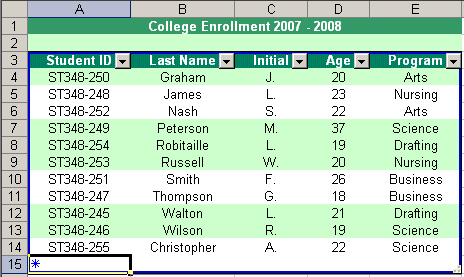 A B C D E
1 College Enrollment 2007 - 2008
2
3 Student ID Last Name Initial Age Program
4 ST348-250 Graham J. 20 Arts
5 ST348-248 James L. 23 Nursing
6 ST348-252 Nash S. 22 Arts
7 ST348-249 Peterson M. 37 Science
8 ST348-254 Robitaille L. 19 Drafting
9 ST348-253 Russell W. 20 Nursing
10 ST348-251 Smith F. 26 Business
11 ST348-247 Thompson G. 18 Business
12 ST348-245 Walton L. 21 Drafting
13 ST348-246 Wilson R. 19 Science
14 ST348-255 Christopher A. 22 Science
15 *